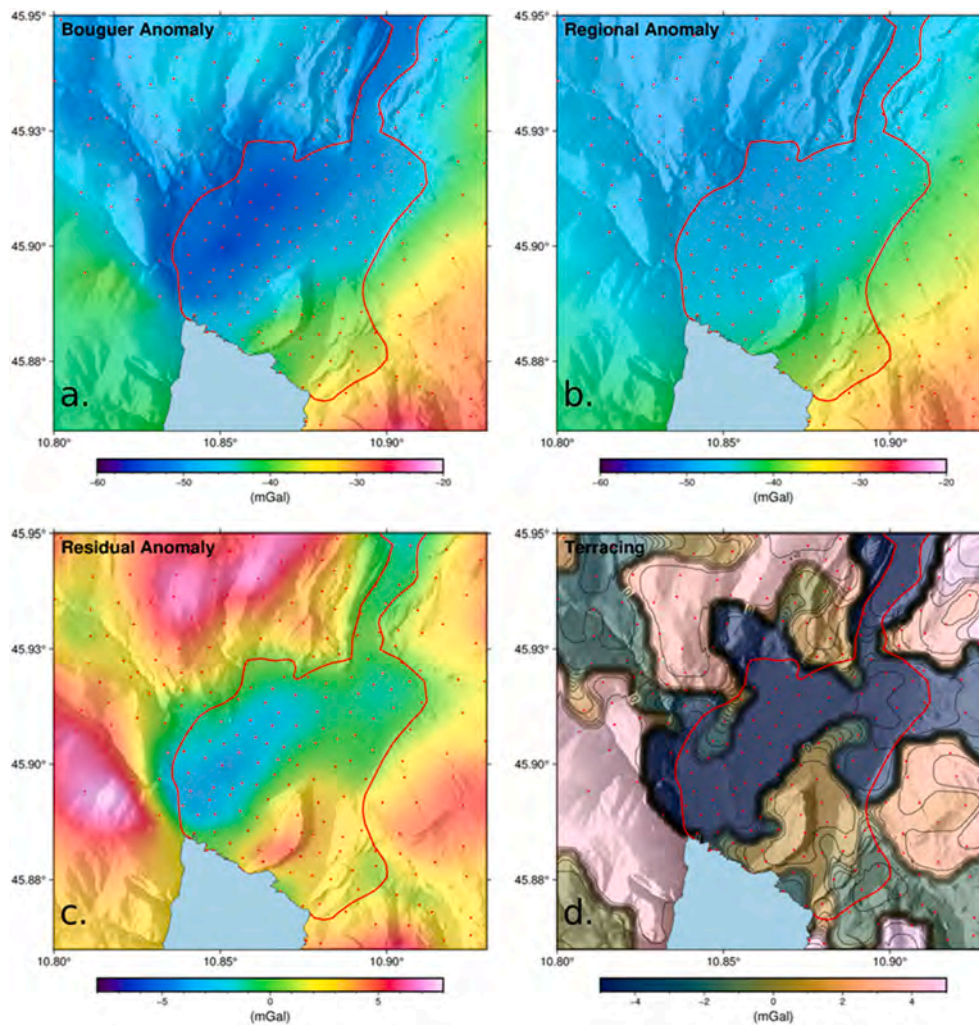 45.95°
Bouguer Anomaly
45.93°
45.90°
45.88°
a.
10.80° 10.85° 10.90°
−60 −50 −40 −30 −20
(mGal)
45.95°
Regional Anomaly
45.93°
45.90°
45.88°
b.
10.80° 10.85° 10.90°
−60 −50 −40 −30 −20
(mGal)
45.95°
Residual Anomaly
45.93°
45.90°
45.88°
c.
10.80° 10.85° 10.90°
−5 0 5
(mGal)
45.95°
Terracing
45.93°
45.90°
45.88°
d.
10.80° 10.85° 10.90°
−4 −2 0 2 4
(mGal)